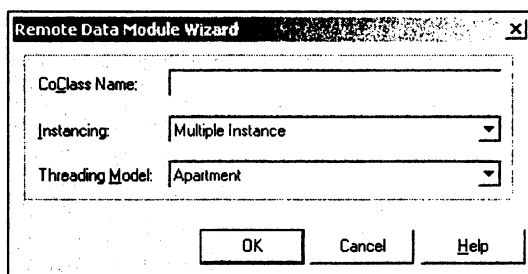 Remote Data Module Wizard
CoClass Name:
Instancing: Multiple Instance
Threading Model: Apartment
OK Cancel Help